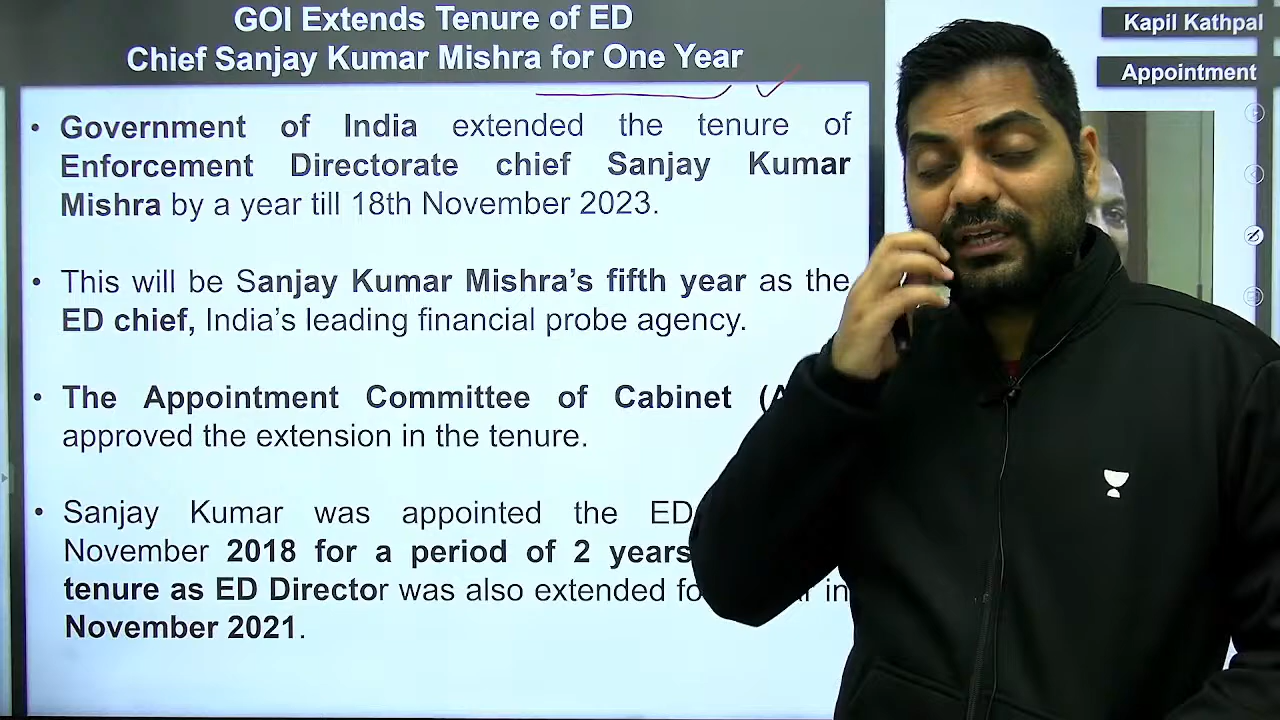 GOI Extends Tenure of ED
Chief Sanjay Kumar Mishra for One Year
Kapil Kathpal
Appointment
• Government of India extended the tenure of
Enforcement Directorate chief Sanjay Kumar
Mishra by a year till 18th November 2023.
• This will be Sanjay Kumar Mishra’s fifth year as the
ED chief, India’s leading financial probe agency.
• The Appointment Committee of Cabinet (
approved the extension in the tenure.
• Sanjay Kumar was appointed the ED
November 2018 for a period of 2 years
tenure as ED Director was also extended in
November 2021.